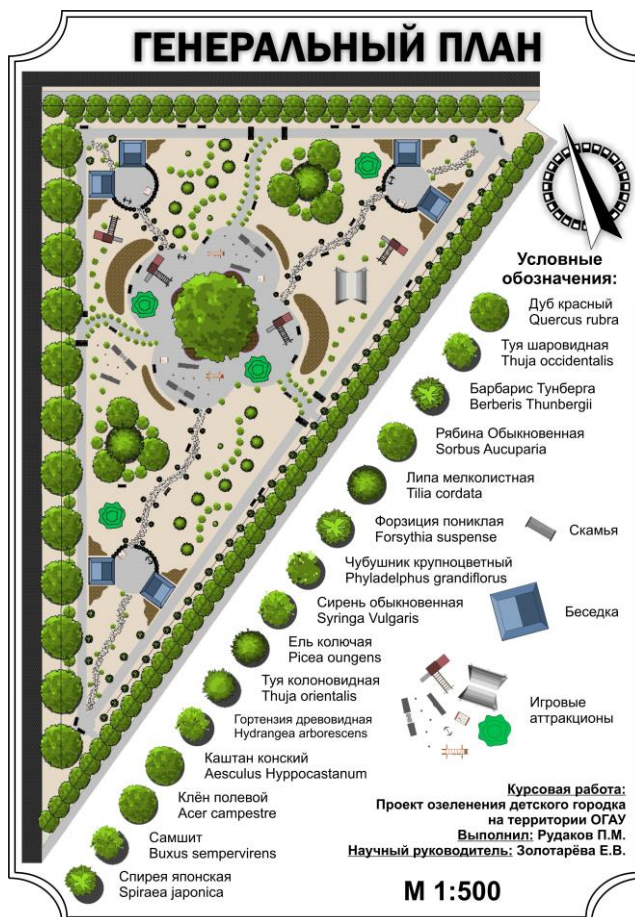 ГЕНЕРАЛЬНЫЙ ПЛАН
Условные
обозначения:
Дуб красный
Quercus rubra
Туя шаровидная
Thuja occidentalis
Барбарис Тунберга
Berberis Thunbergii
Рябина Обыкновенная
Sorbus Aucuparia
Липа мелколистная
Tilia cordata
Форзиция пониклая
Forsythia suspense
Чубушник крупноцветный
Phyladelphus grandiflorus
Сирень обыкновенная
Syringa Vulgaris
Ель колючая
Picea oungens
Туя колоновидная
Thuja orientalis
Гортензия древовидная
Hydrangea arborescens
Каштан конский
Aesculus Hyppocastanum
Клён полевой
Acer campestre
Самшит
Buxus sempervirens
Спирея японская
Spiraea japonica
Скамья
Беседка
Игровые
аттракционы
Курсовая работа:
Проект озеленения детского городка
на территории ОГАУ
Выполнил: Рудаков П.М.
Научный руководитель: Золотарёва Е.В.
М 1:500